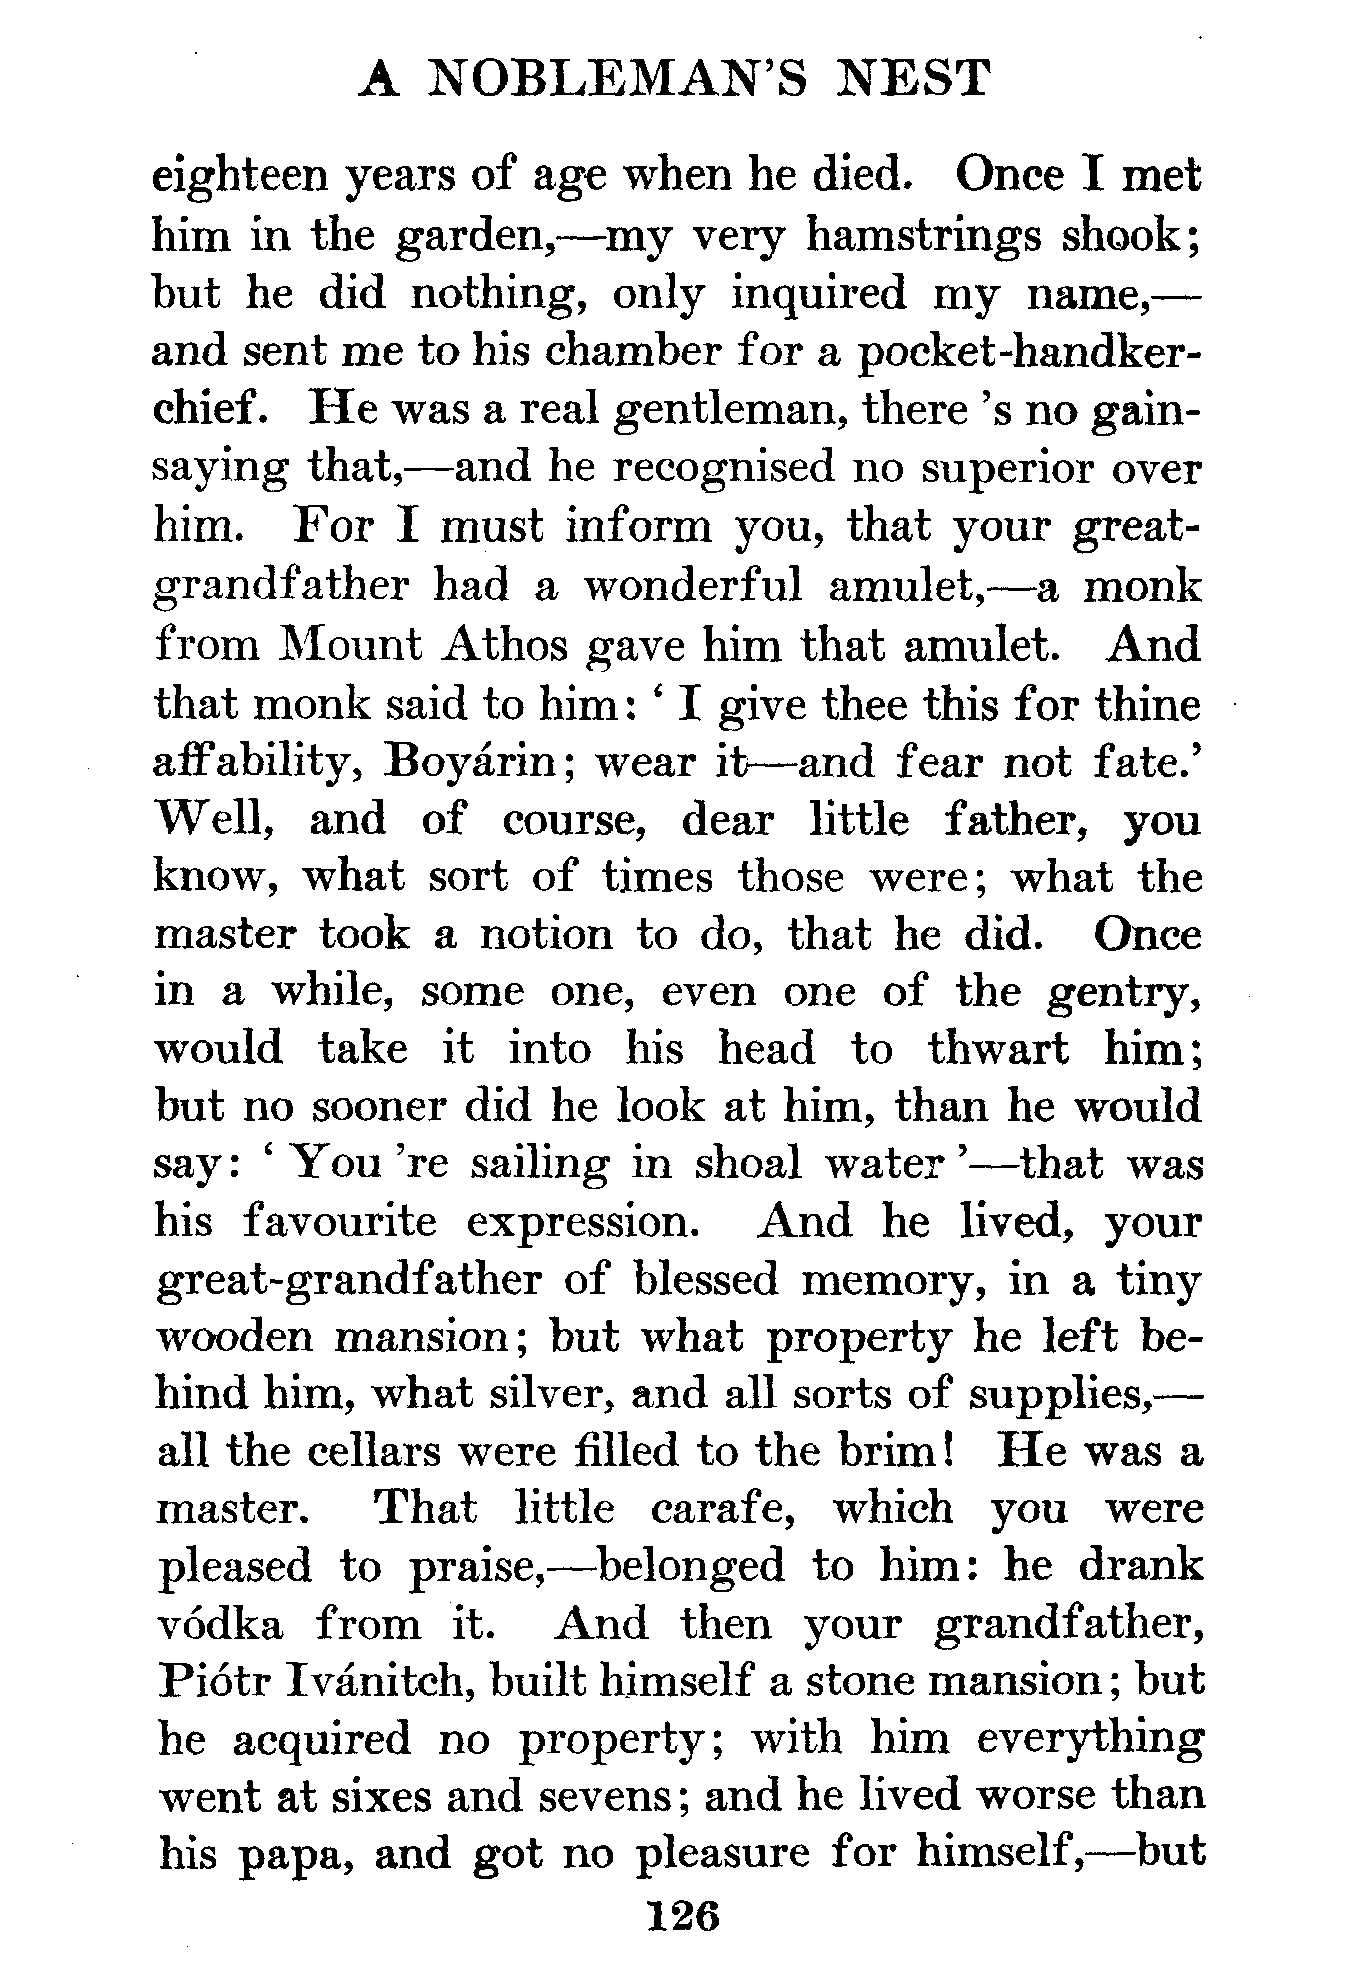 A NOBLEMAN'S NEST
eighteen years of age when he died. Once I met
him in the garden,—my very hamstrings shook;
but he did nothing, only inquired my name,—
and sent me to his chamber for a pocket-handker-
chief. He was a real gentleman, there 's no gain-
saying that,—and he recognised no superior over
him. For I must inform you, that your great-
grandfather had a wonderful amulet,—a monk
from Mount Athos gave him that amulet. And
that monk said to him: ‘ I give thee this for thine
affability, Boyárin; wear it—and fear not fate.’
Well, and of course, dear little father, you
know, what sort of times those were; what the
master took a notion to do, that he did. Once
in a while, some one, even one of the gentry,
would take it into his head to thwart him;
but no sooner did he look at him, than he would
say: ‘ You 're sailing in shoal water ’—that was
his favourite expression. And he lived, your
great-grandfather of blessed memory, in a tiny
wooden mansion; but what property he left be-
hind him, what silver, and all sorts of supplies,—
all the cellars were filled to the brim! He was a
master. That little carafe, which you were
pleased to praise,—belonged to him: he drank
vódka from it. And then your grandfather,
Piótr Ivánitch, built himself a stone mansion; but
he acquired no property; with him everything
went at sixes and sevens; and he lived worse than
his papa, and got no pleasure for himself,—but
126